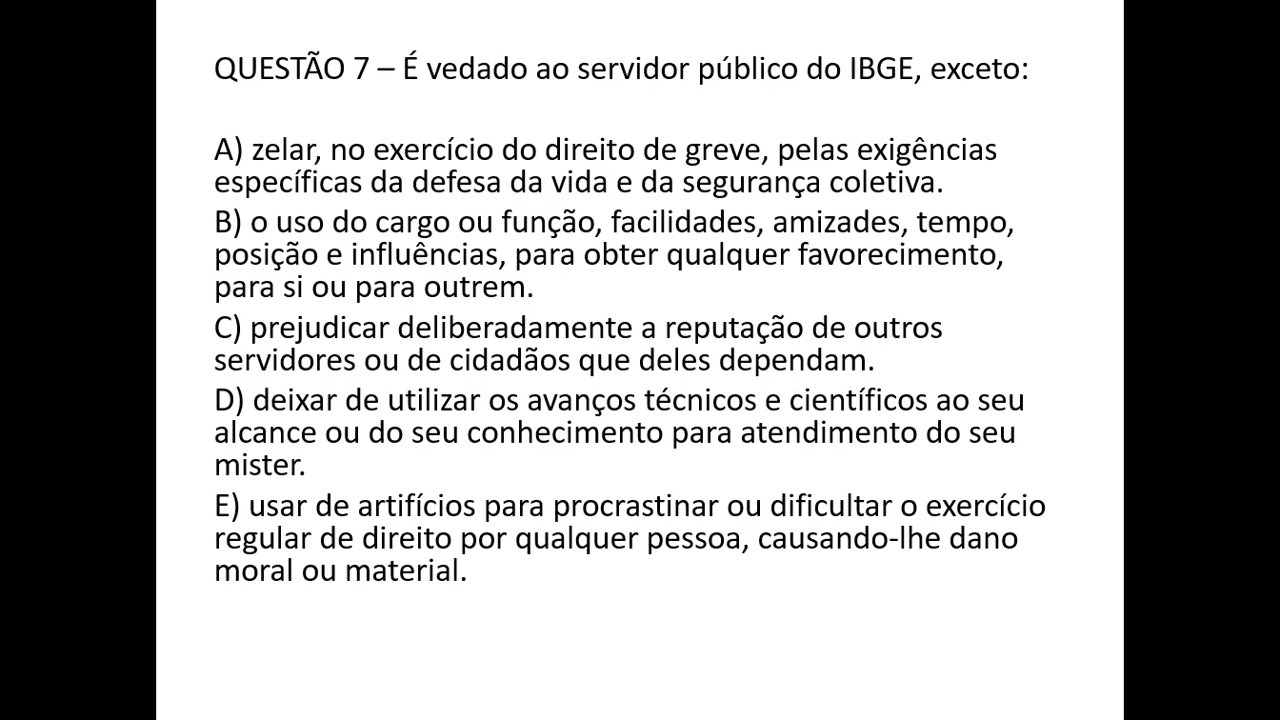 QUESTÃO 7 – É vedado ao servidor público do IBGE, exceto:
A) zelar, no exercício do direito de greve, pelas exigências
específicas da defesa da vida e da segurança coletiva.
B) o uso do cargo ou função, facilidades, amizades, tempo,
posição e influências, para obter qualquer favorecimento,
para si ou para outrem.
C) prejudicar deliberadamente a reputação de outros
servidores ou de cidadãos que deles dependam.
D) deixar de utilizar os avanços técnicos e científicos ao seu
alcance ou do seu conhecimento para atendimento do seu
mister.
E) usar de artifícios para procrastinar ou dificultar o exercício
regular de direito por qualquer pessoa, causando-lhe dano
moral ou material.